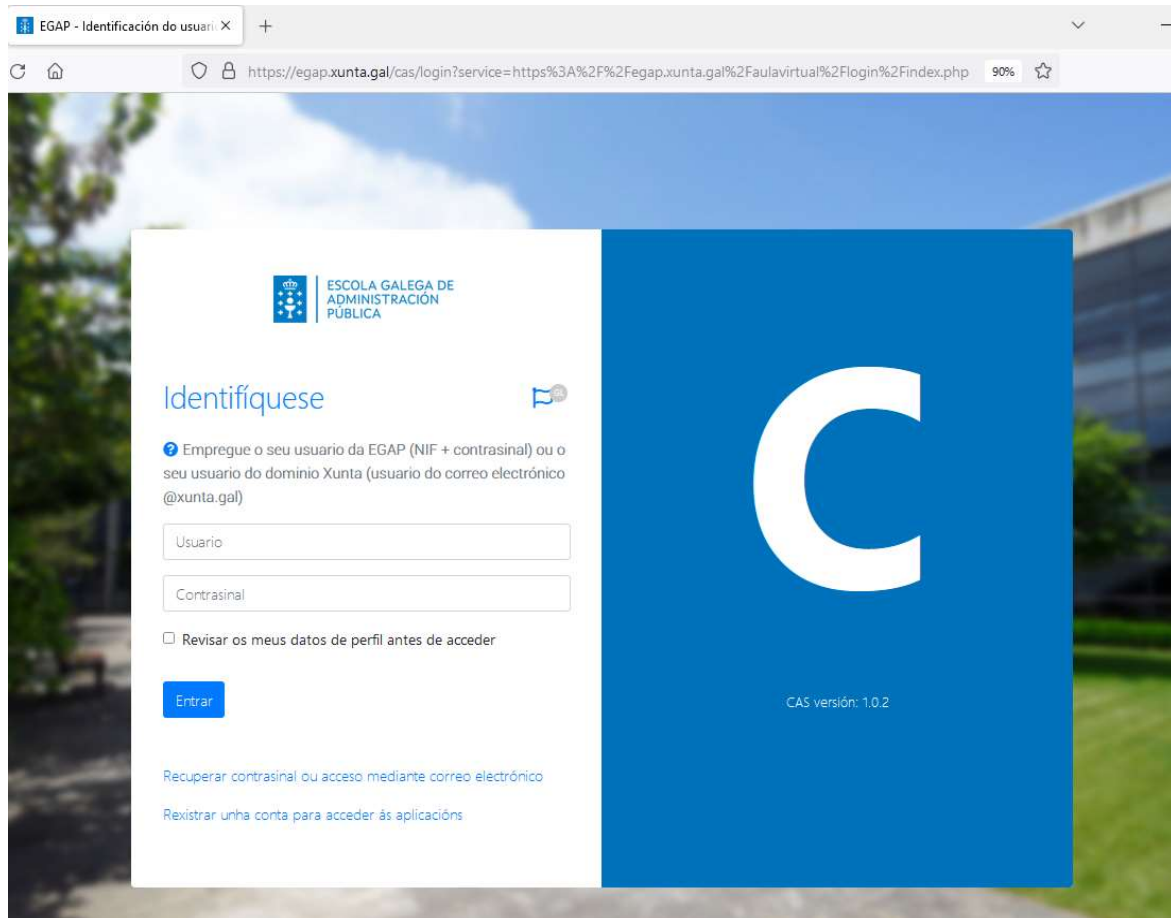 EGAP - Identificación do usuari
https://egap.xunta.gal/cas/login?service=https%3A%2F%2Fegap.xunta.gal%2Faulavirtual%2Flogin%2Findex.php 90%
ESCOLA GALEGA DE
ADMINISTRACIÓN
PÚBLICA
Identifíquese
GL
Empregue o seu usuario da EGAP (NIF + contrasinal) ou o
seu usuario do dominio Xunta (usuario do correo electrónico
@xunta.gal)
Usuario
Contrasinal
Revisar os meus datos de perfil antes de acceder
Entrar
Recuperar contrasinal ou acceso mediante correo electrónico
Rexistrar unha conta para acceder ás aplicacións
C
CAS versión: 1.0.2